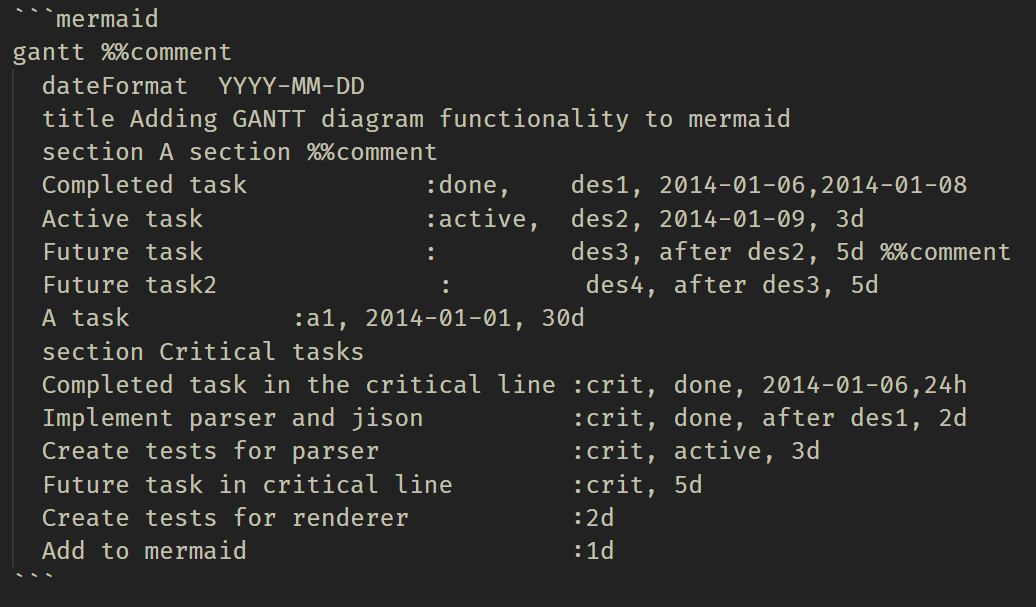 ```mermaid
gantt %%comment
  dateFormat  YYYY-MM-DD
  title Adding GANTT diagram functionality to mermaid
  section A section %%comment
  Completed task            :done,    des1, 2014-01-06,2014-01-08
  Active task               :active,  des2, 2014-01-09, 3d
  Future task               :         des3, after des2, 5d %%comment
  Future task2               :         des4, after des3, 5d
  A task           :a1, 2014-01-01, 30d
  section Critical tasks
  Completed task in the critical line :crit, done, 2014-01-06,24h
  Implement parser and jison          :crit, done, after des1, 2d
  Create tests for parser             :crit, active, 3d
  Future task in critical line        :crit, 5d
  Create tests for renderer           :2d
  Add to mermaid                      :1d
```